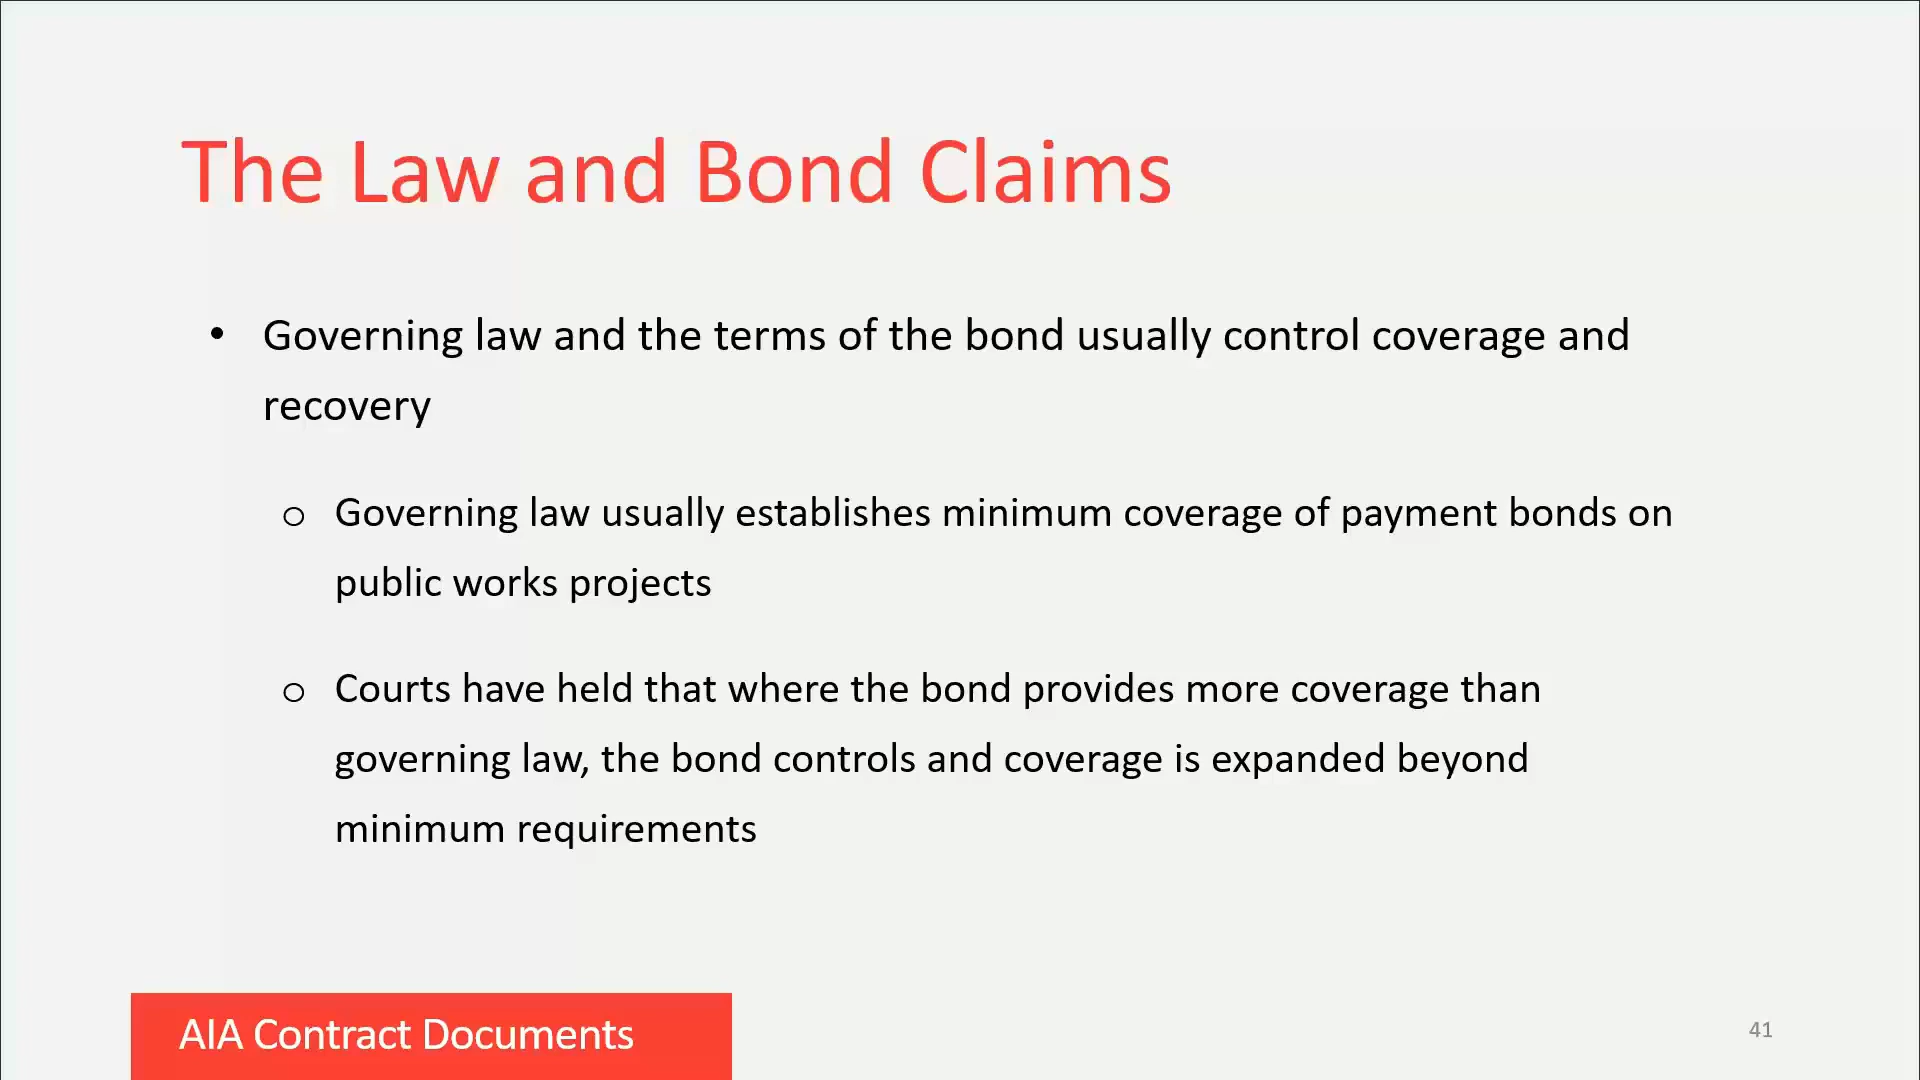 The Law and Bond Claims
• Governing law and the terms of the bond usually control coverage and
recovery
o Governing law usually establishes minimum coverage of payment bonds on
public works projects
o Courts have held that where the bond provides more coverage than
governing law, the bond controls and coverage is expanded beyond
minimum requirements
AIA Contract Documents
41